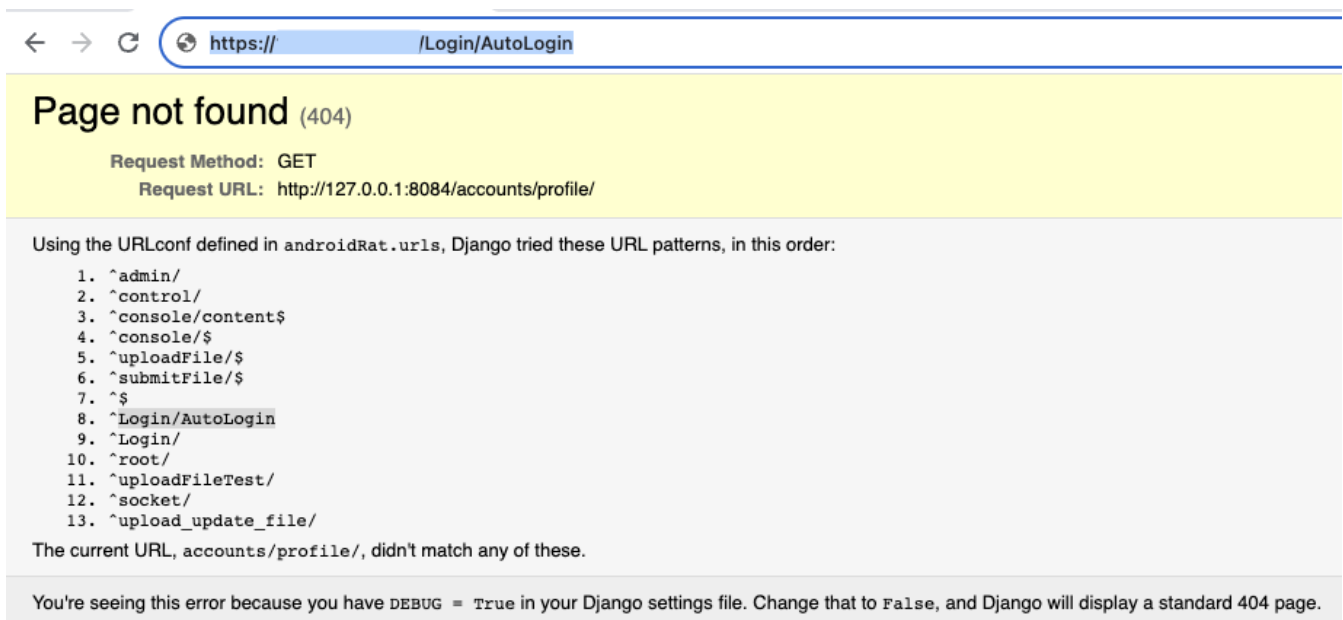 https:// /Login/AutoLogin
Page not found (404)
Request Method: GET
Request URL: http://127.0.0.1:8084/accounts/profile/
Using the URLconf defined in androidRat.urls, Django tried these URL patterns, in this order:
1. ^admin/
2. ^control/
3. ^console/content$
4. ^console/$
5. ^uploadFile/$
6. ^submitFile/$
7. ^$
8. ^Login/AutoLogin
9. ^Login/
10. ^root/
11. ^uploadFileTest/
12. ^socket/
13. ^upload_update_file/
The current URL, accounts/profile/, didn't match any of these.
You're seeing this error because you have DEBUG = True in your Django settings file. Change that to False, and Django will display a standard 404 page.